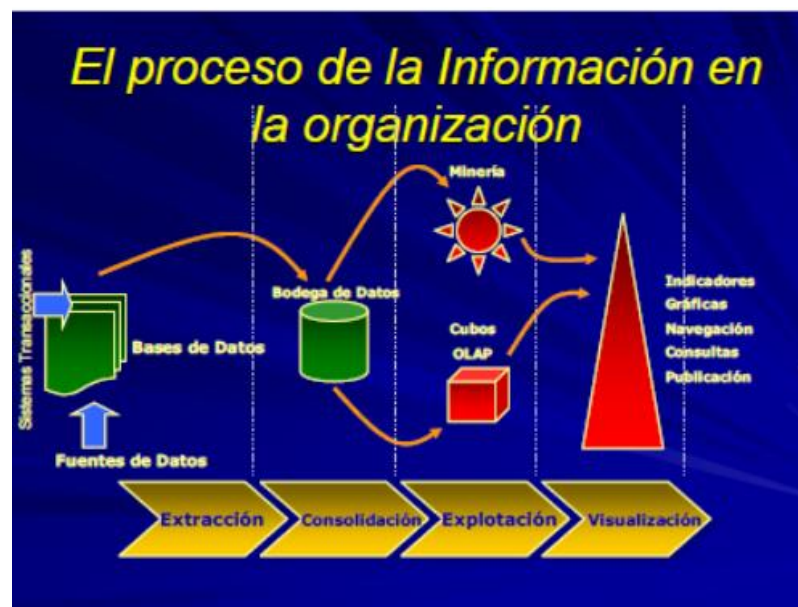 El proceso de la Información en
la organización
Minería
Sistemas Transaccionales
Bodega de Datos
Indicadores
Gráficas
Navegación
Consultas
Publicación
Bases de Datos
Cubos
OLAP
Fuentes de Datos
Extracción
Consolidación
Explotación
Visualización